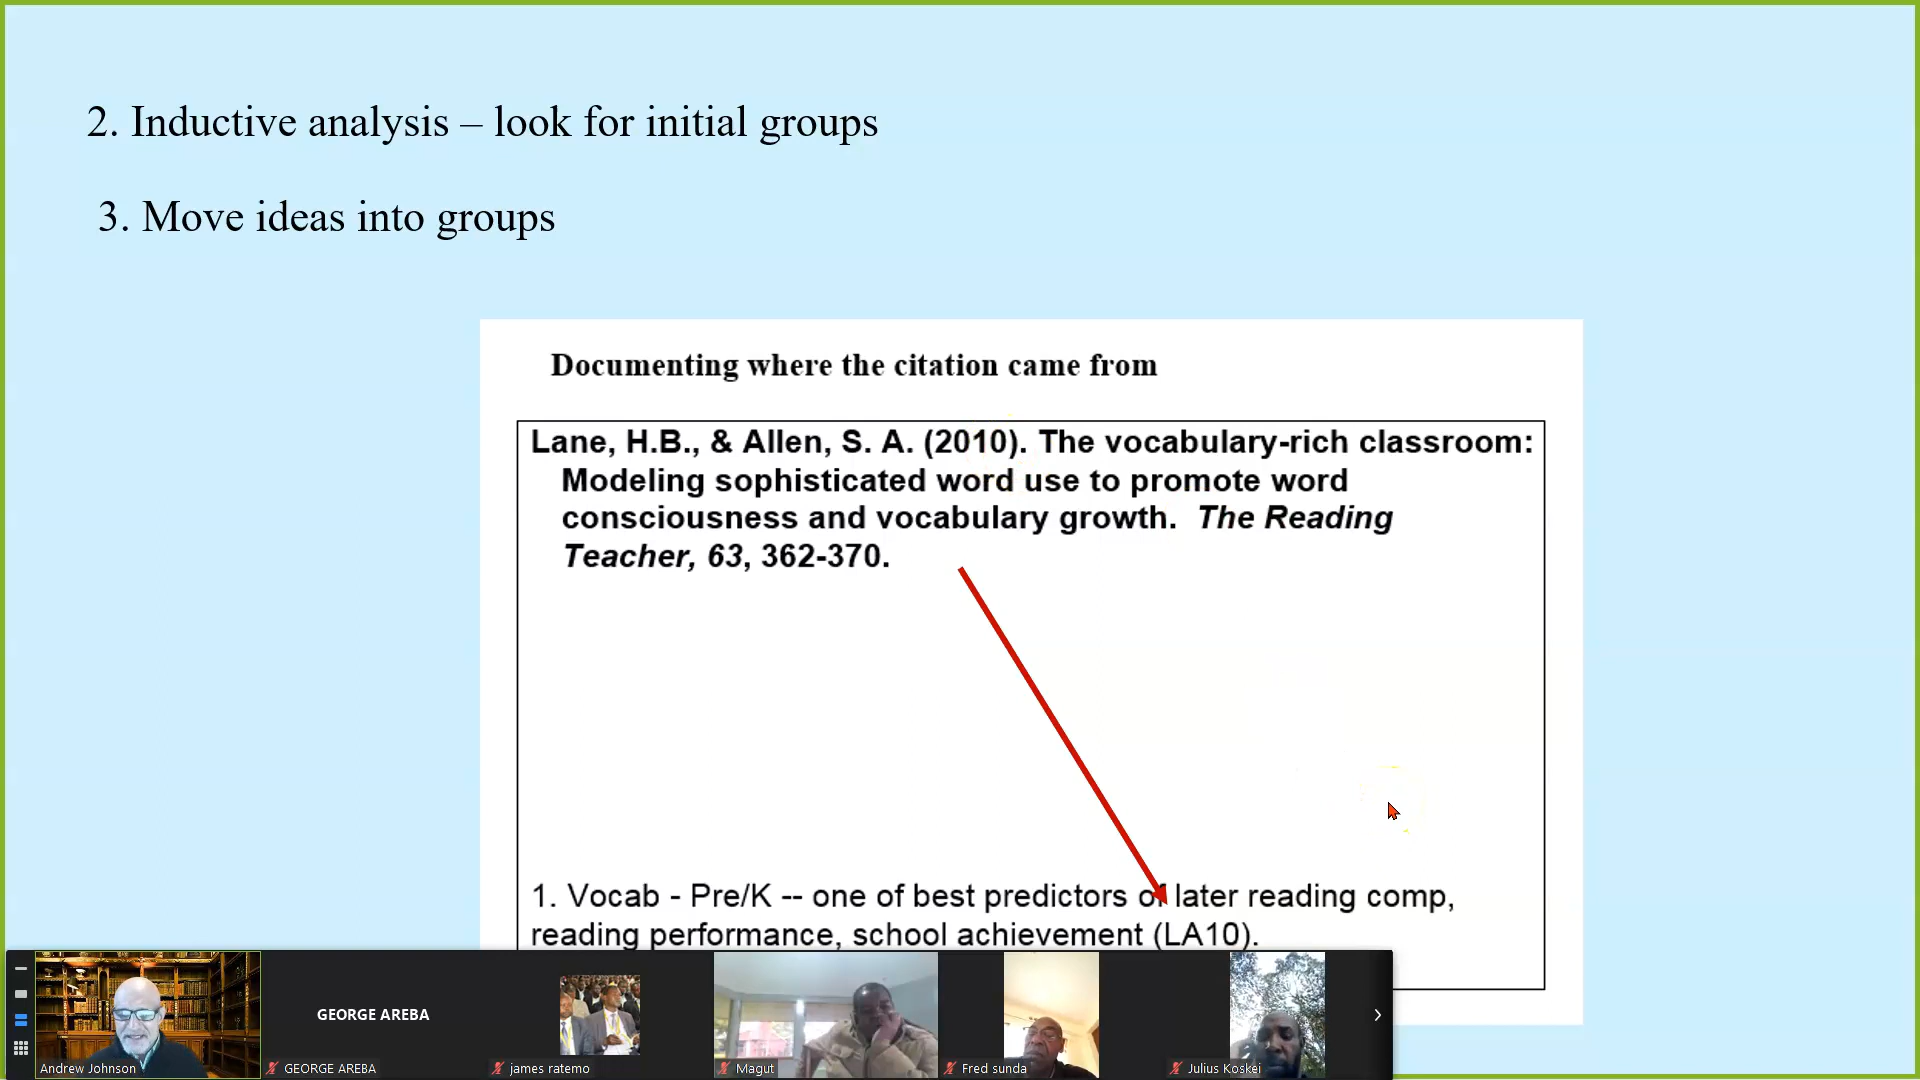 2. Inductive analysis – look for initial groups
3. Move ideas into groups
Documenting where the citation came from
Lane, H.B., & Allen, S. A. (2010). The vocabulary-rich classroom:
Modeling sophisticated word use to promote word
consciousness and vocabulary growth. The Reading
Teacher, 63, 362-370.
1. Vocab - Pre/K -- one of best predictors of later reading comp,
reading performance, school achievement (LA10).
GEORGE AREBA
Andrew Johnson
GEORGE AREBA
james ratemo
Magut
Fred sunda
Julius Koskei